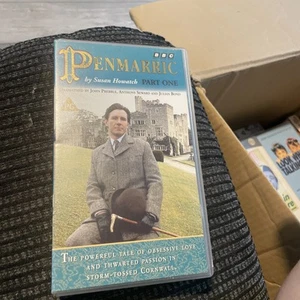 BBC
PENMARRIC
by Susan Howatch PART ONE
THE POWERFUL TALE OF OBSESSIVE LOVE
AND THWARTED PASSION IN
STORM-TOSSED CORNWALL.